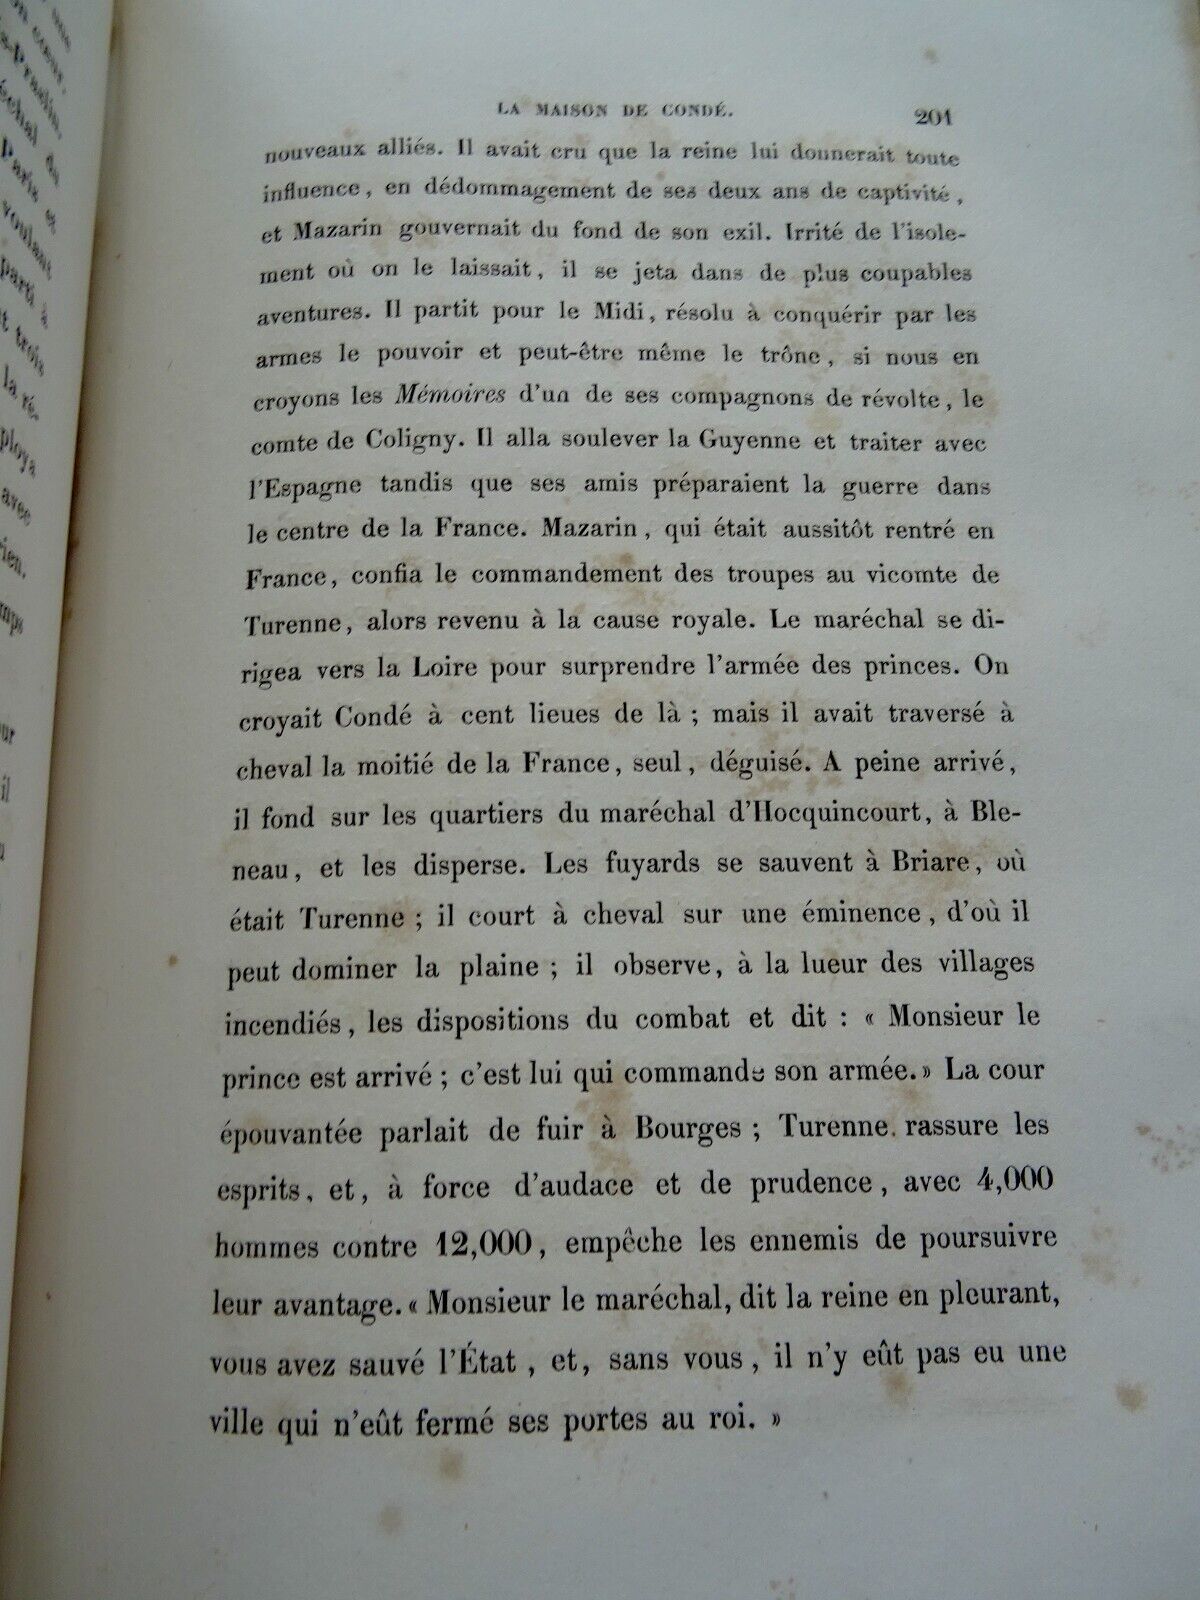 LA MAISON DE CONDÉ. 201
nouveaux alliés. Il avait cru que la reine lui donnerait toute
influence, en dédommagement de ses deux ans de captivité,
et Mazarin gouvernait du fond de son exil. Irrité de l'isole-
ment où on le laissait, il se jeta dans de plus coupables
aventures. Il partit pour le Midi, résolu à conquérir par les
armes le pouvoir et peut-être même le trône, si nous en
croyons les Mémoires d'un de ses compagnons de révolte, le
comte de Coligny. Il alla soulever la Guyenne et traiter avec
l'Espagne tandis que ses amis préparaient la guerre dans
le centre de la France. Mazarin, qui était aussitôt rentré en
France, confia le commandement des troupes au vicomte de
Turenne, alors revenu à la cause royale. Le maréchal se di-
rigea vers la Loire pour surprendre l'armée des princes. On
croyait Condé à cent lieues de là ; mais il avait traversé à
cheval la moitié de la France, seul, déguisé. A peine arrivé,
il fond sur les quartiers du maréchal d'Hocquincourt, à Ble-
neau, et les disperse. Les fuyards se sauvent à Briare, où
était Turenne ; il court à cheval sur une éminence, d'où il
peut dominer la plaine ; il observe, à la lueur des villages
incendiés, les dispositions du combat et dit : « Monsieur le
prince est arrivé ; c'est lui qui commande son armée. » La cour
épouvantée parlait de fuir à Bourges ; Turenne. rassure les
esprits, et, à force d'audace et de prudence, avec 4,000
hommes contre 12,000, empêche les ennemis de poursuivre
leur avantage. « Monsieur le maréchal, dit la reine en pleurant,
vous avez sauvé l'État, et, sans vous, il n'y eût pas eu une
ville qui n'eût fermé ses portes au roi. »